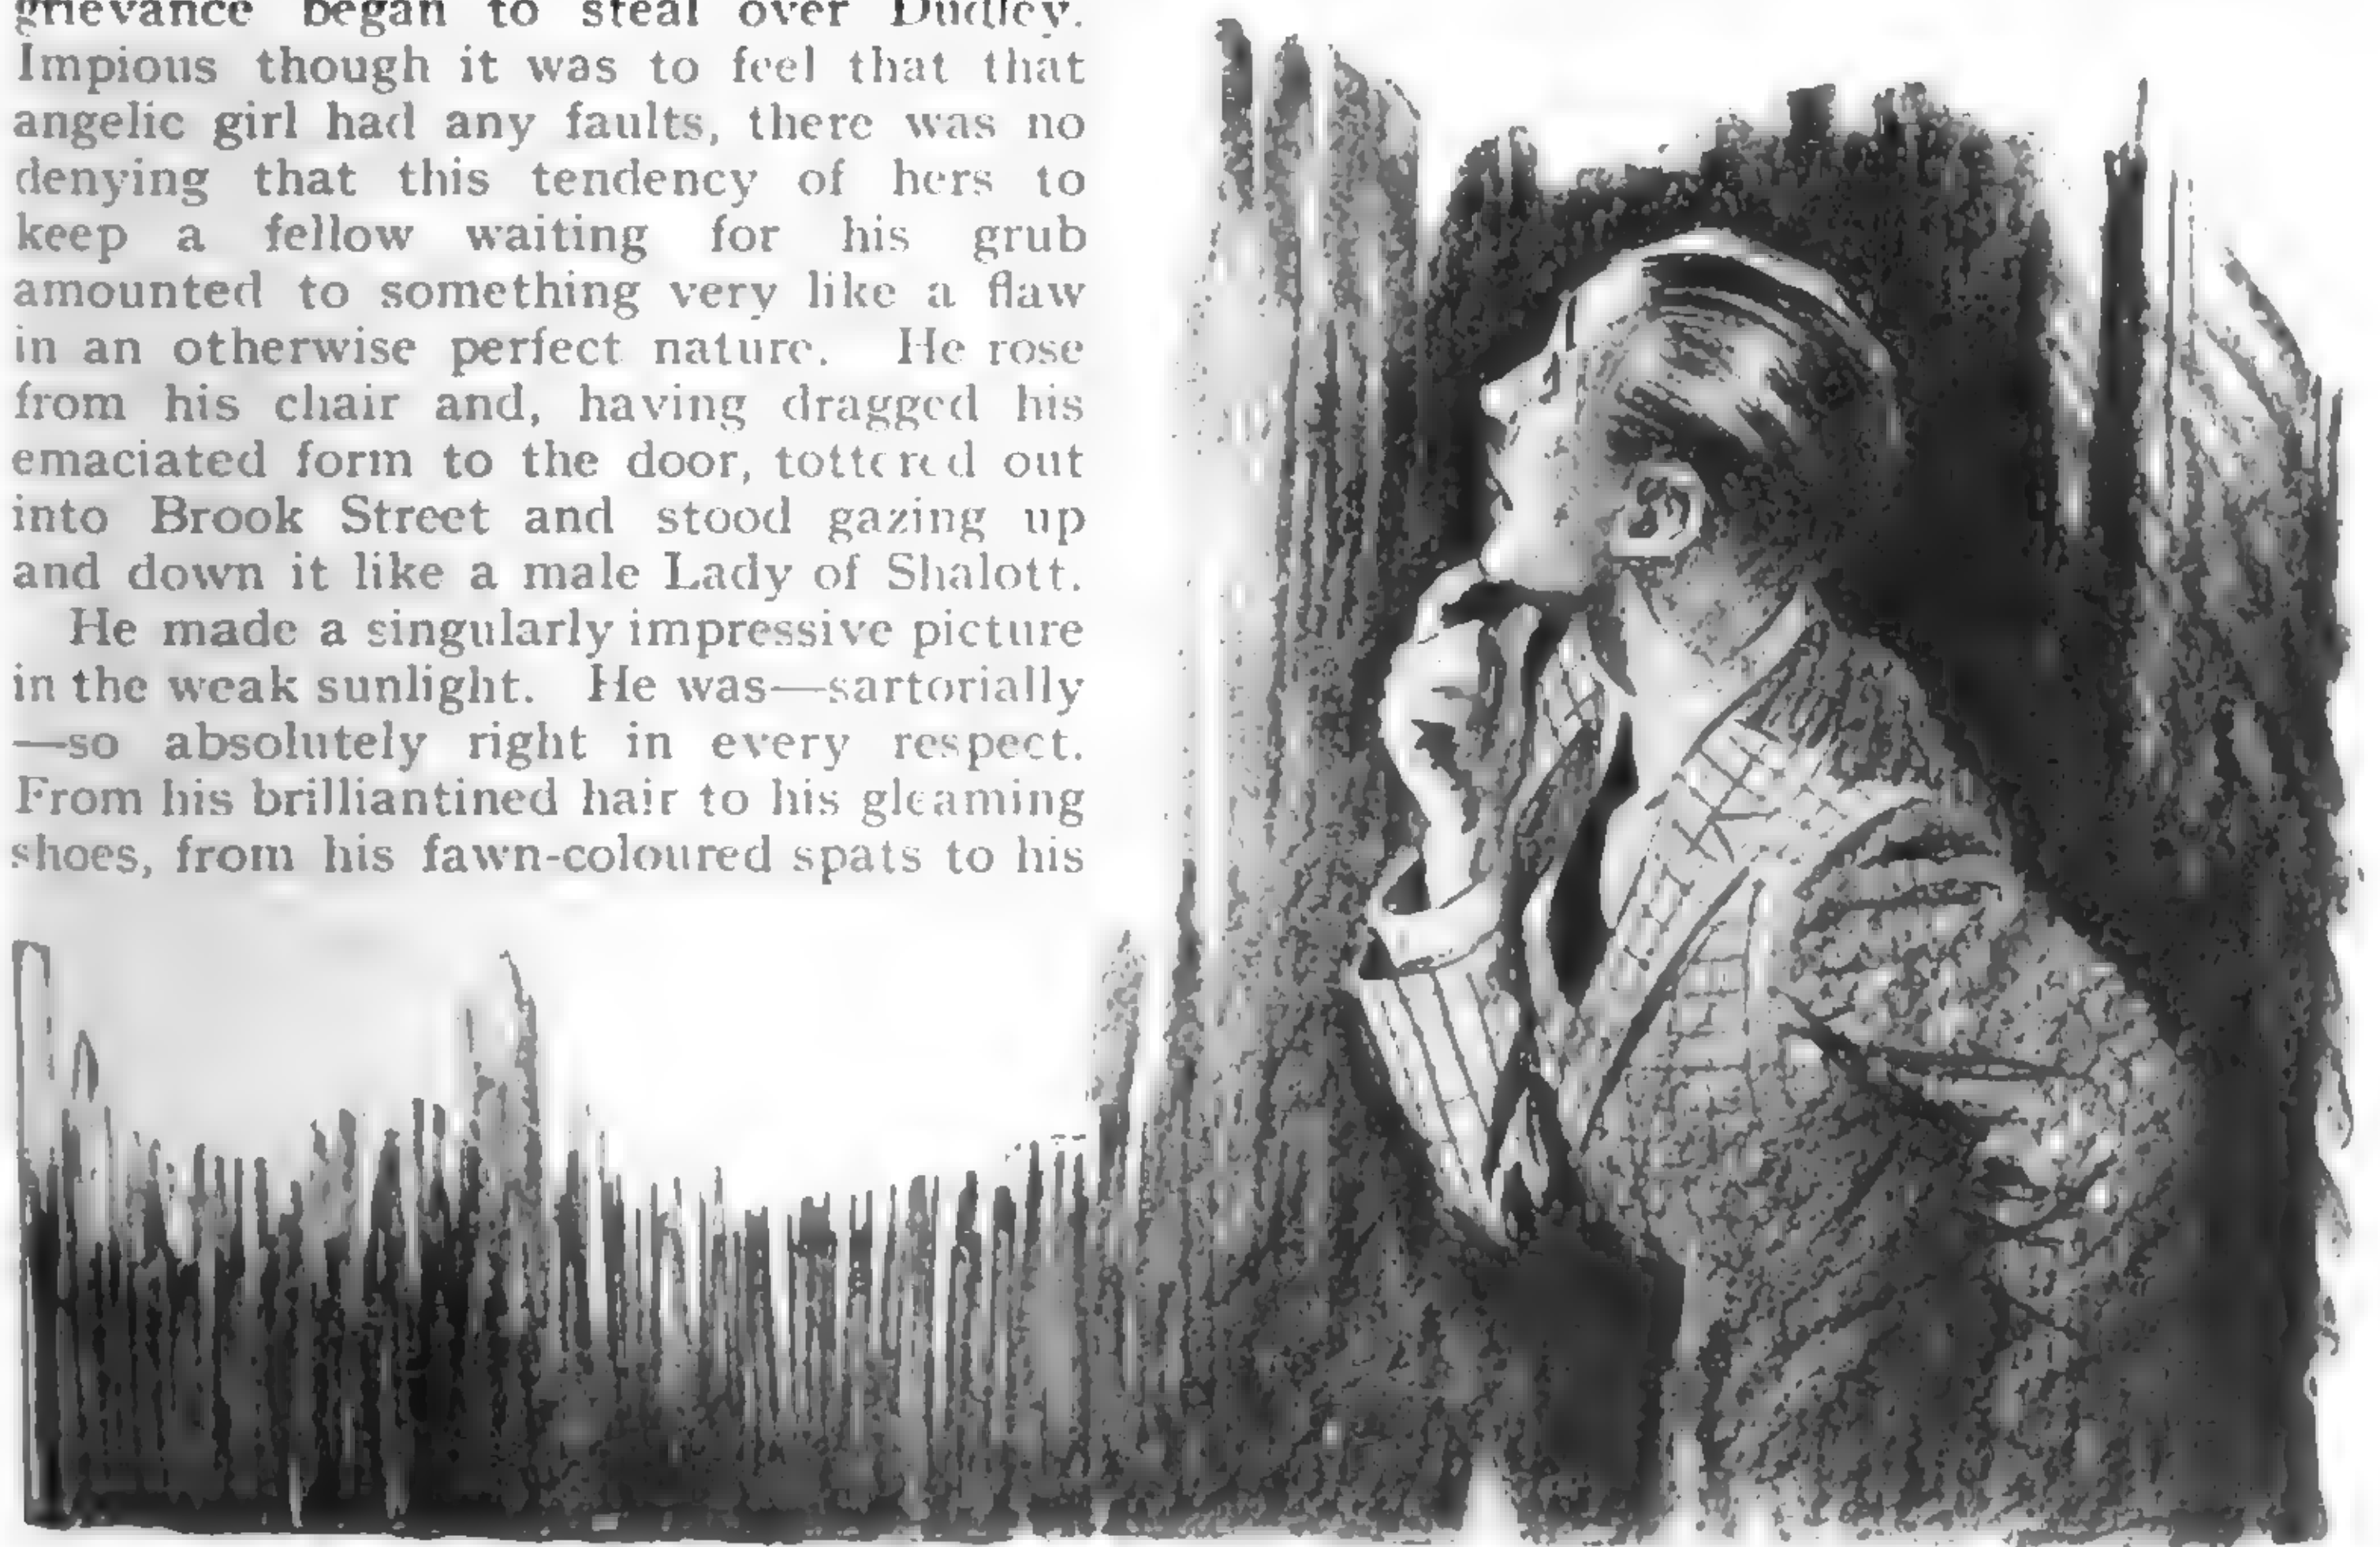 grievance began to steal over Dudley.
Impious though it was to feel that that
angelic girl had any faults, there was no
denying that this tendency of hers to
keep a fellow waiting for his grub
amounted to something very like a flaw
in an otherwise perfect nature. He rose
from his chair and, having dragged his
emaciated form to the door, tottered out
into Brook Street and stood gazing up
and down it like a male Lady of Shalott.
He made a singularly impressive picture
in the weak sunlight. He was—sartorially
—so absolutely right in every respect.
From his brilliantined hair to his gleaming
shoes, from his fawn-coloured spats to his